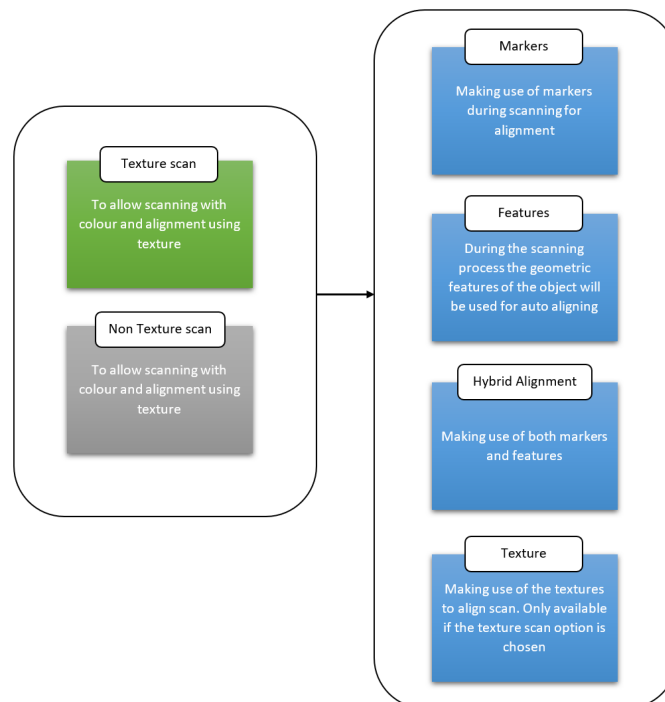 Texture scan
To allow scanning with
colour and alignment using
texture
Non Texture scan
To allow scanning with
colour and alignment using
texture
Markers
Making use of markers
during scanning for
alignment
Features
During the scanning
process the geometric
features of the object will
be used for auto aligning
Hybrid Alignment
Making use of both markers
and features
Texture
Making use of the textures
to align scan. Only available
if the texture scan option is
chosen